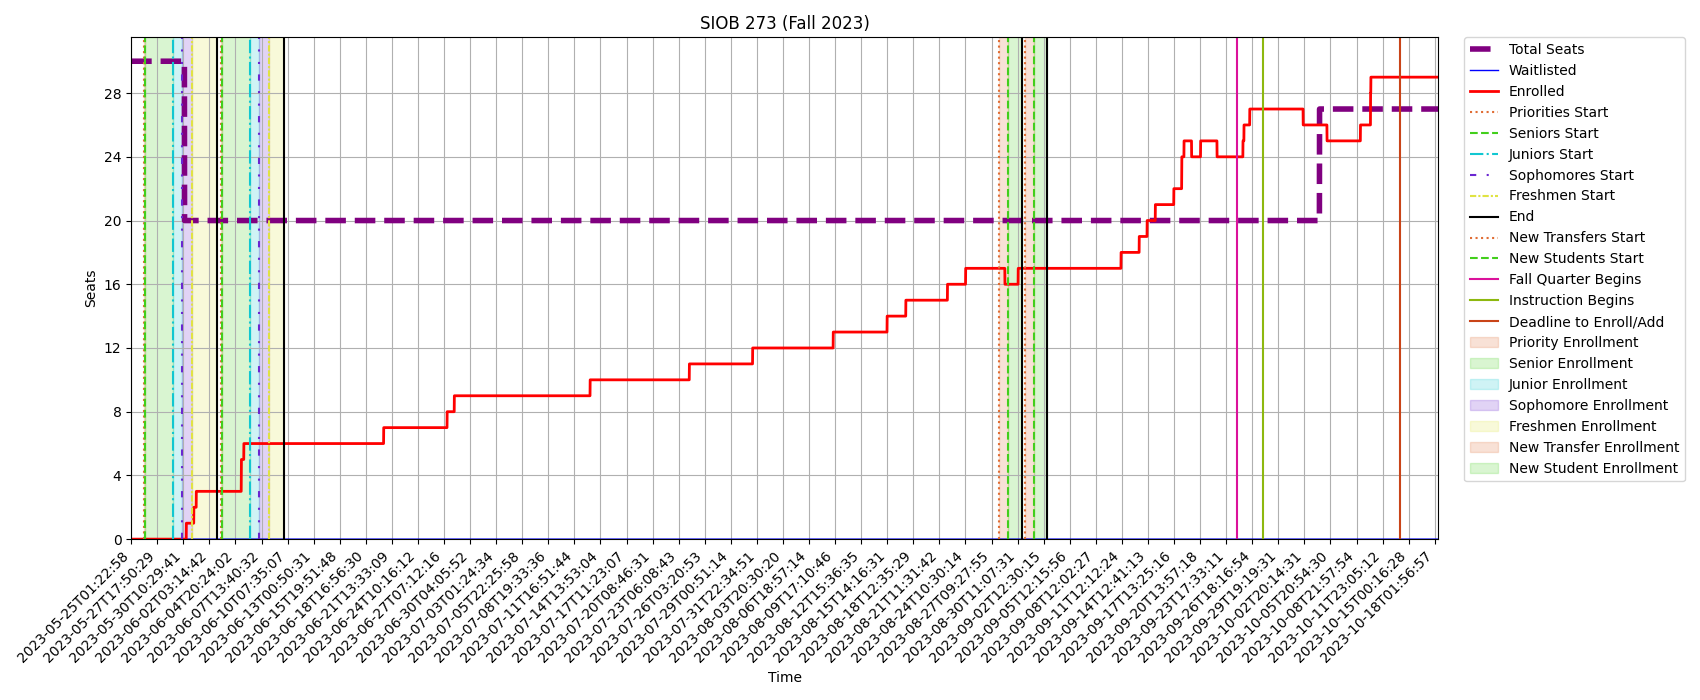 SIOB 273 (Fall 2023)
Seats
28
24
20
16
12
8
4
0
2023-05-25T01:22:58
2023-05-27T17:50:29
2023-05-30T10:29:41
2023-06-02T03:14:42
2023-06-04T20:24:02
2023-06-07T13:40:32
2023-06-10T07:35:07
2023-06-13T00:50:31
2023-06-15T19:51:48
2023-06-18T16:56:30
2023-06-21T13:33:09
2023-06-24T10:16:12
2023-06-27T07:12:16
2023-06-30T04:05:52
2023-07-03T01:24:34
2023-07-05T22:25:58
2023-07-08T19:33:36
2023-07-11T16:51:44
2023-07-14T13:53:04
2023-07-17T11:23:07
2023-07-20T08:46:31
2023-07-23T06:08:43
2023-07-26T03:20:53
2023-07-29T00:51:14
2023-07-31T22:34:51
2023-08-03T20:30:20
2023-08-06T18:57:14
2023-08-09T17:10:46
2023-08-12T15:36:35
2023-08-15T14:16:31
2023-08-18T12:35:29
2023-08-21T11:31:42
2023-08-24T10:30:14
2023-08-27T09:27:55
2023-08-30T11:07:31
2023-09-02T12:30:15
2023-09-05T12:15:56
2023-09-08T12:02:27
2023-09-11T12:12:24
2023-09-14T12:41:13
2023-09-17T13:25:16
2023-09-20T13:57:18
2023-09-23T17:33:11
2023-09-26T18:16:54
2023-09-29T19:19:31
2023-10-02T20:14:31
2023-10-05T20:54:30
2023-10-08T21:57:54
2023-10-11T23:05:12
2023-10-15T00:16:28
2023-10-18T01:56:57
Time
Total Seats
Waitlisted
Enrolled
Priorities Start
Seniors Start
Juniors Start
Sophomores Start
Freshmen Start
End
New Transfers Start
New Students Start
Fall Quarter Begins
Instruction Begins
Deadline to Enroll/Add
Priority Enrollment
Senior Enrollment
Junior Enrollment
Sophomore Enrollment
Freshmen Enrollment
New Transfer Enrollment
New Student Enrollment